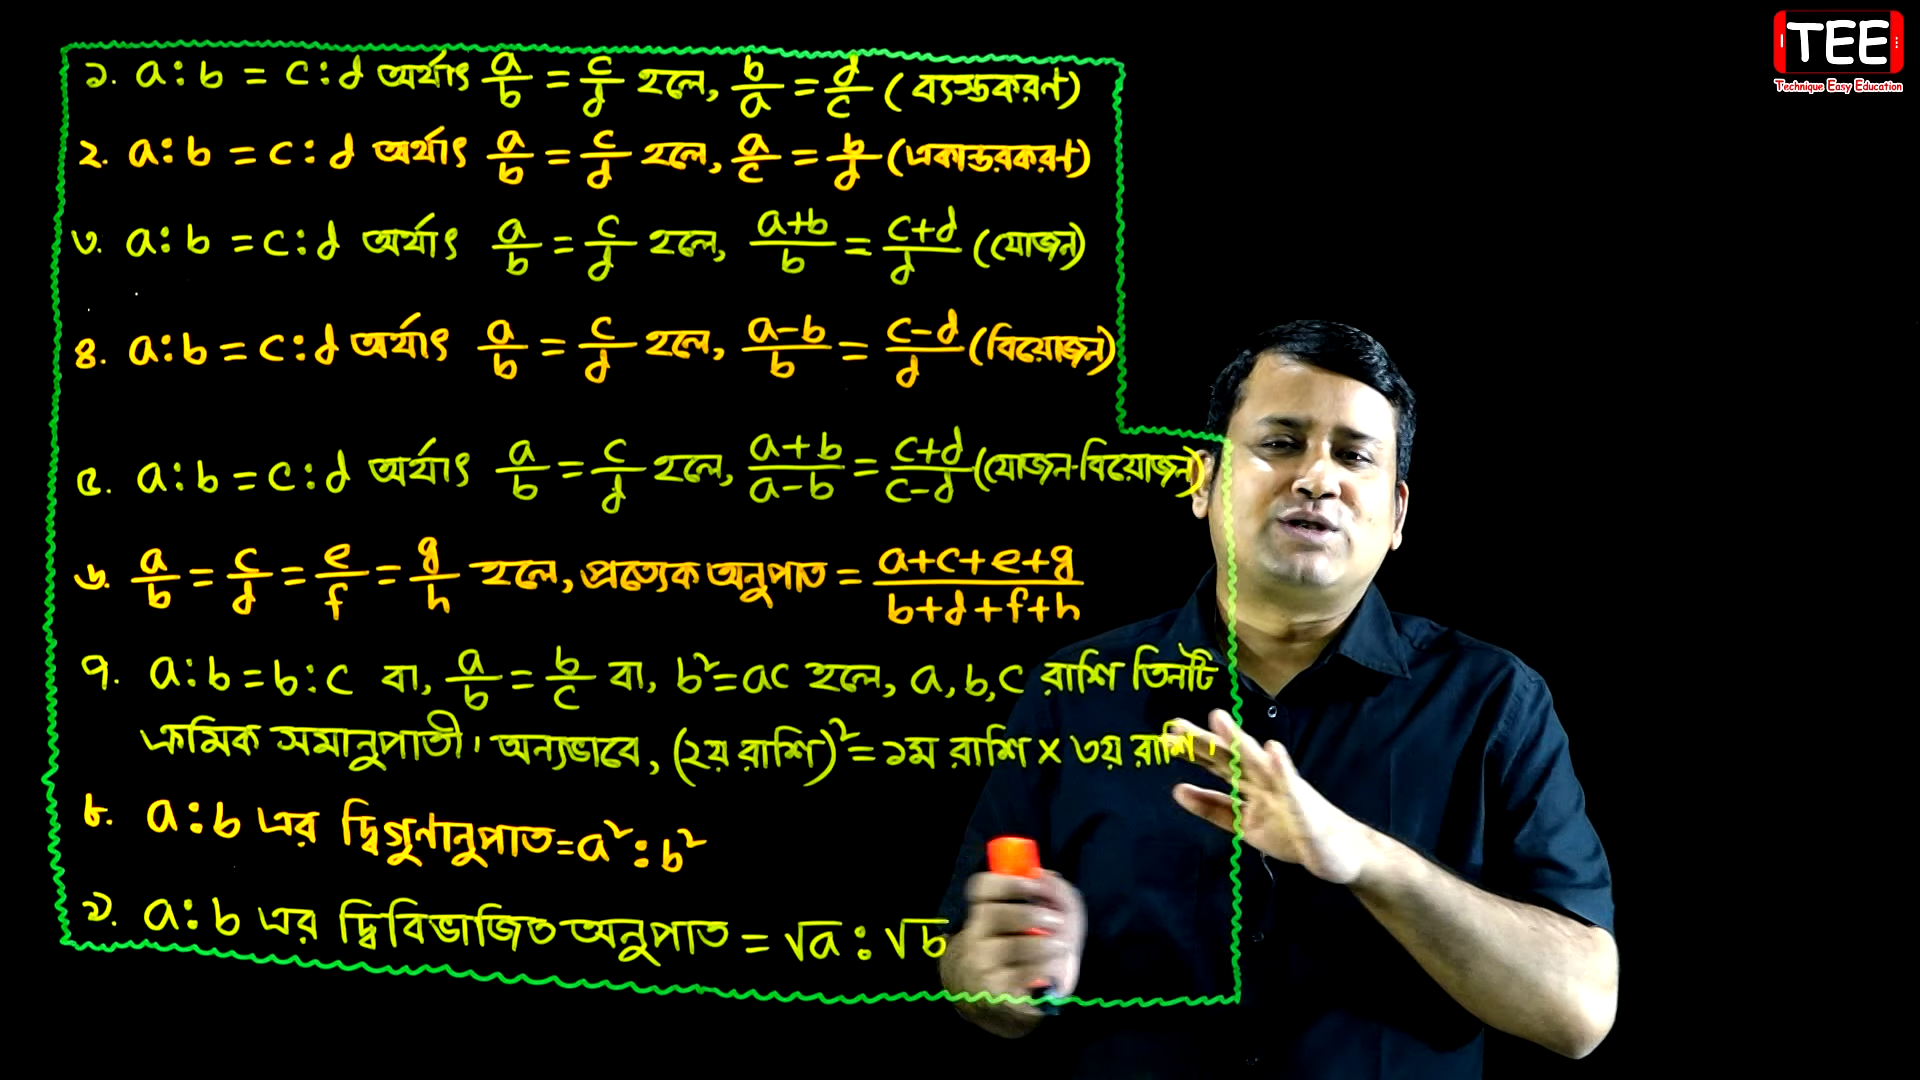 TEE
Technique Easy Education
১. a : b = c : d অর্থাৎ a/b = c/d হলে, b/a = d/c (ব্যস্তকরণ)
২. a : b = c : d অর্থাৎ a/b = c/d হলে, a/c = b/d (একান্তরকরণ)
৩. a : b = c : d অর্থাৎ a/b = c/d হলে, (a+b)/b = (c+d)/d (যোজন)
৪. a : b = c : d অর্থাৎ a/b = c/d হলে, (a-b)/b = (c-d)/d (বিয়োজন)
৫. a : b = c : d অর্থাৎ a/b = c/d হলে, (a+b)/(a-b) = (c+d)/(c-d) (যোজন-বিয়োজন)
৬. a/b = c/d = e/f = g/h হলে, প্রত্যেক অনুপাত = (a+c+e+g)/(b+d+f+h)
৭. a : b = b : c বা, a/b = b/c বা, b² = ac হলে, a, b, c রাশি তিনটি
ক্রমিক সমানুপাতী। অন্যভাবে, (২য় রাশি)² = ১ম রাশি × ৩য় রাশি।
৮. a : b এর দ্বিগুণানুপাত = a² : b²
৯. a : b এর দ্বিবিভাজিত অনুপাত = √a : √b